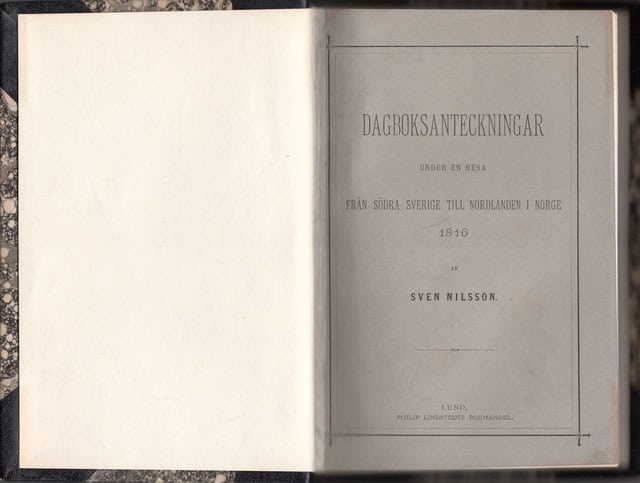 DAGBOKSANTECKNINGAR
UNDER EN RESA
FRÅN SÖDRA SVERIGE TILL NORDLANDEN I NORGE
1816
AF
SVEN NILSSON.
LUND,
PHILIP LINDSTEDTS BOKHANDEL.